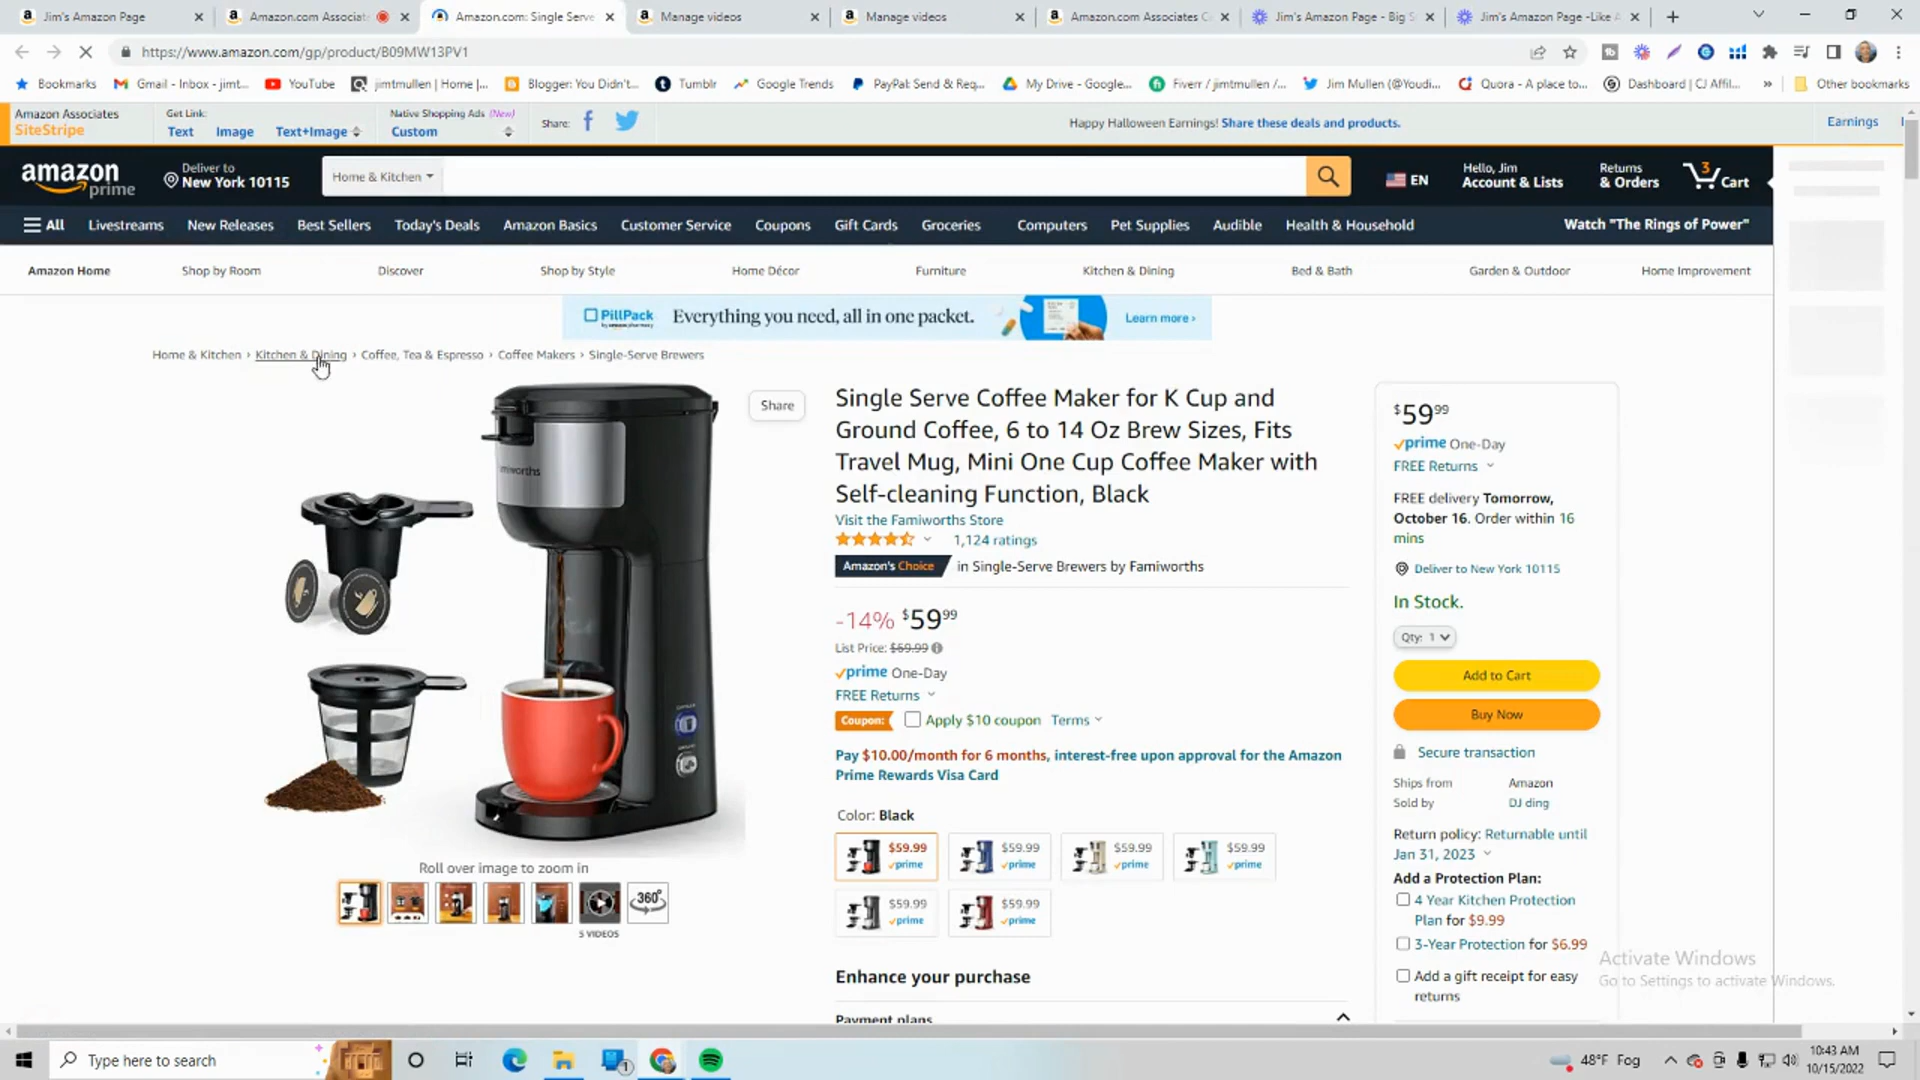 Jim's Amazon Page
Amazon.com Associat
Amazon.com: Single Serve
Manage videos
Manage videos
Amazon.com Associates C
Jim's Amazon Page - Big S
Jim's Amazon Page -Like A
https://www.amazon.com/gp/product/B09MW13PV1
Bookmarks
Gmail - Inbox - jimt...
YouTube
jimtmullen | Home |...
Blogger: You Didn't...
Tumblr
Google Trends
PayPal: Send & Req...
My Drive - Google...
Fiverr / jimtmullen /...
Jim Mullen (@Youdi...
Quora - A place to...
Dashboard | CJ Affil...
»
Other bookmarks
Amazon Associates
SiteStripe
Get Link:
Text Image Text+Image
Native Shopping Ads (New)
Custom
Share:
Happy Halloween Earnings! Share these deals and products.
Earnings
amazon
prime
Deliver to
New York 10115
Home & Kitchen
EN
Hello, Jim
Account & Lists
Returns
& Orders
3
Cart
All Livestreams New Releases Best Sellers Today's Deals Amazon Basics Customer Service Coupons Gift Cards Groceries Computers Pet Supplies Audible Health & Household
Watch "The Rings of Power"
Amazon Home Shop by Room Discover Shop by Style Home Décor Furniture Kitchen & Dining Bed & Bath Garden & Outdoor Home Improvement
PillPack
by amazon pharmacy
Everything you need, all in one packet.
Learn more ›
Home & Kitchen › Kitchen & Dining › Coffee, Tea & Espresso › Coffee Makers › Single-Serve Brewers
Share
Single Serve Coffee Maker for K Cup and
Ground Coffee, 6 to 14 Oz Brew Sizes, Fits
Travel Mug, Mini One Cup Coffee Maker with
Self-cleaning Function, Black
Visit the Famiworths Store
1,124 ratings
Amazon's Choice in Single-Serve Brewers by Famiworths
-14% $59 99
List Price: $69.99
prime One-Day
FREE Returns
Coupon: Apply $10 coupon Terms
Pay $10.00/month for 6 months, interest-free upon approval for the Amazon
Prime Rewards Visa Card
Color: Black
$59.99
prime
$59.99
prime
$59.99
prime
$59.99
prime
$59.99
prime
$59.99
prime
Enhance your purchase
Payment plans
Roll over image to zoom in
360°
5 VIDEOS
$59 99
prime One-Day
FREE Returns
FREE delivery Tomorrow,
October 16. Order within 16
mins
Deliver to New York 10115
In Stock.
Qty: 1
Add to Cart
Buy Now
Secure transaction
Ships from Amazon
Sold by DJ ding
Return policy: Returnable until
Jan 31, 2023
Add a Protection Plan:
4 Year Kitchen Protection
Plan for $9.99
3-Year Protection for $6.99
Add a gift receipt for easy
returns
Activate Windows
Go to Settings to activate Windows.
Type here to search
1
48°F Fog
10:43 AM
10/15/2022